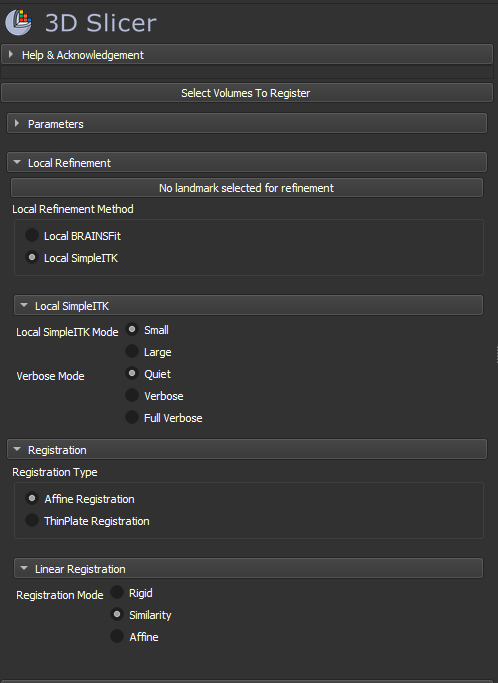 3D Slicer
Help & Acknowledgement
Select Volumes To Register
Parameters
Local Refinement
No landmark selected for refinement
Local Refinement Method
Local BRAINSFit
Local SimpleITK
Local SimpleITK
Local SimpleITK Mode
Small
Large
Verbose Mode
Quiet
Verbose
Full Verbose
Registration
Registration Type
Affine Registration
ThinPlate Registration
Linear Registration
Registration Mode
Rigid
Similarity
Affine